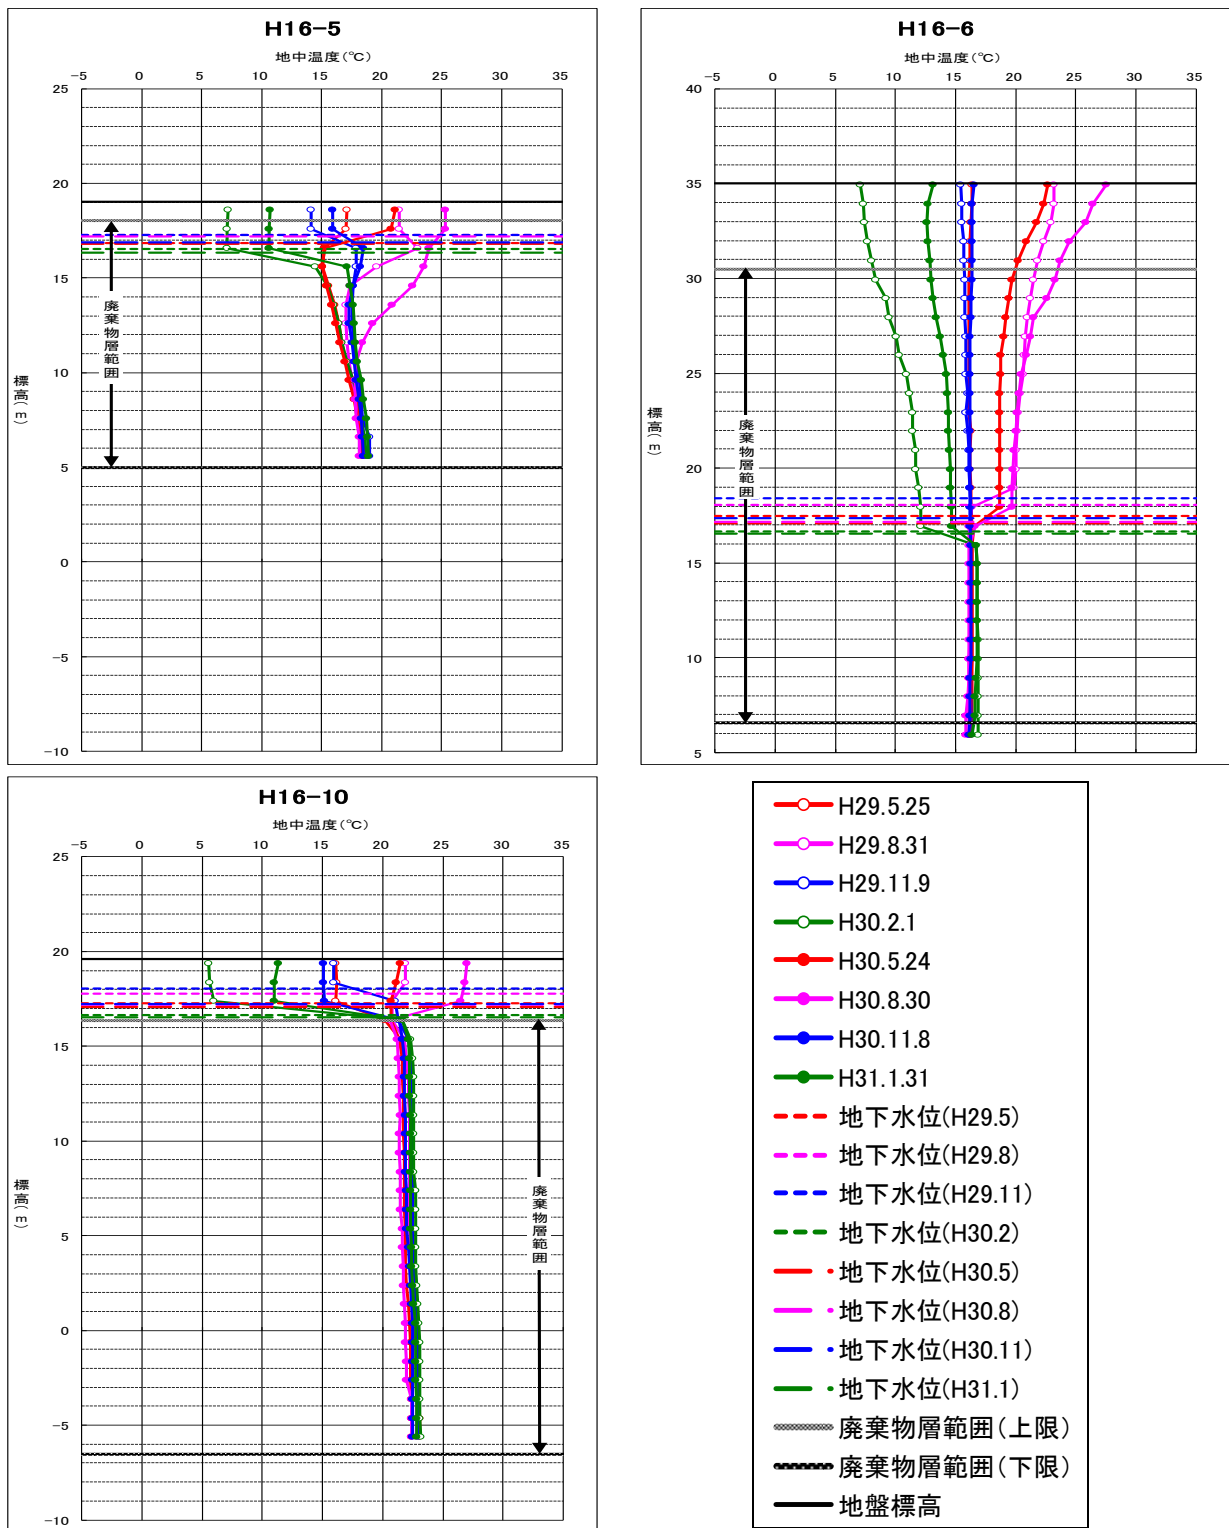 H16-5
地中温度(℃)
-5 0 5 10 15 20 25 30 35
25
20
15
10
5
0
-5
-10
標高(m)
廃棄物層範囲
H16-6
地中温度(℃)
-5 0 5 10 15 20 25 30 35
40
35
30
25
20
15
10
5
標高(m)
廃棄物層範囲
H16-10
地中温度(℃)
-5 0 5 10 15 20 25 30 35
25
20
15
10
5
0
-5
-10
標高(m)
廃棄物層範囲
H29.5.25
H29.8.31
H29.11.9
H30.2.1
H30.5.24
H30.8.30
H30.11.8
H31.1.31
地下水位(H29.5)
地下水位(H29.8)
地下水位(H29.11)
地下水位(H30.2)
地下水位(H30.5)
地下水位(H30.8)
地下水位(H30.11)
地下水位(H31.1)
廃棄物層範囲(上限)
廃棄物層範囲(下限)
地盤標高